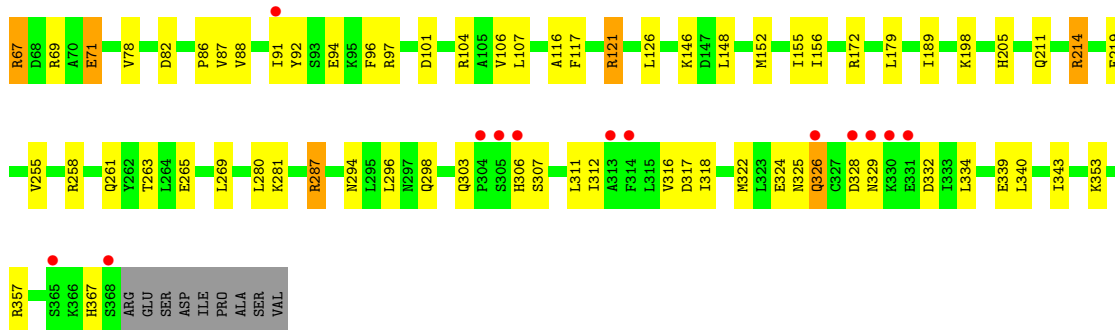 R67 D68 R69 A70 E71 V78 D82 P86 V87 V88 I91 Y92 S93 E94 K95 F96 R97 D101 R104 A105 V106 L107 A116 F117 R121 L126 K146 D147 L148 M152 I155 I156 R172 L179 I189 K198 H205 Q211 R214
V255 R258 Q261 Y262 T263 L264 E265 L269 L280 K281 R287 N294 L295 L296 N297 Q298 Q303 P304 S305 H306 S307 L311 I312 A313 F314 L315 V316 D317 I318 M322 L323 E324 N325 Q326 C327 D328 N329 K330 E331 D332 I333 L334 E339 L340 I343 K353
R357 S365 K366 H367 S368 ARG GLU SER ASP ILE PRO ALA SER VAL